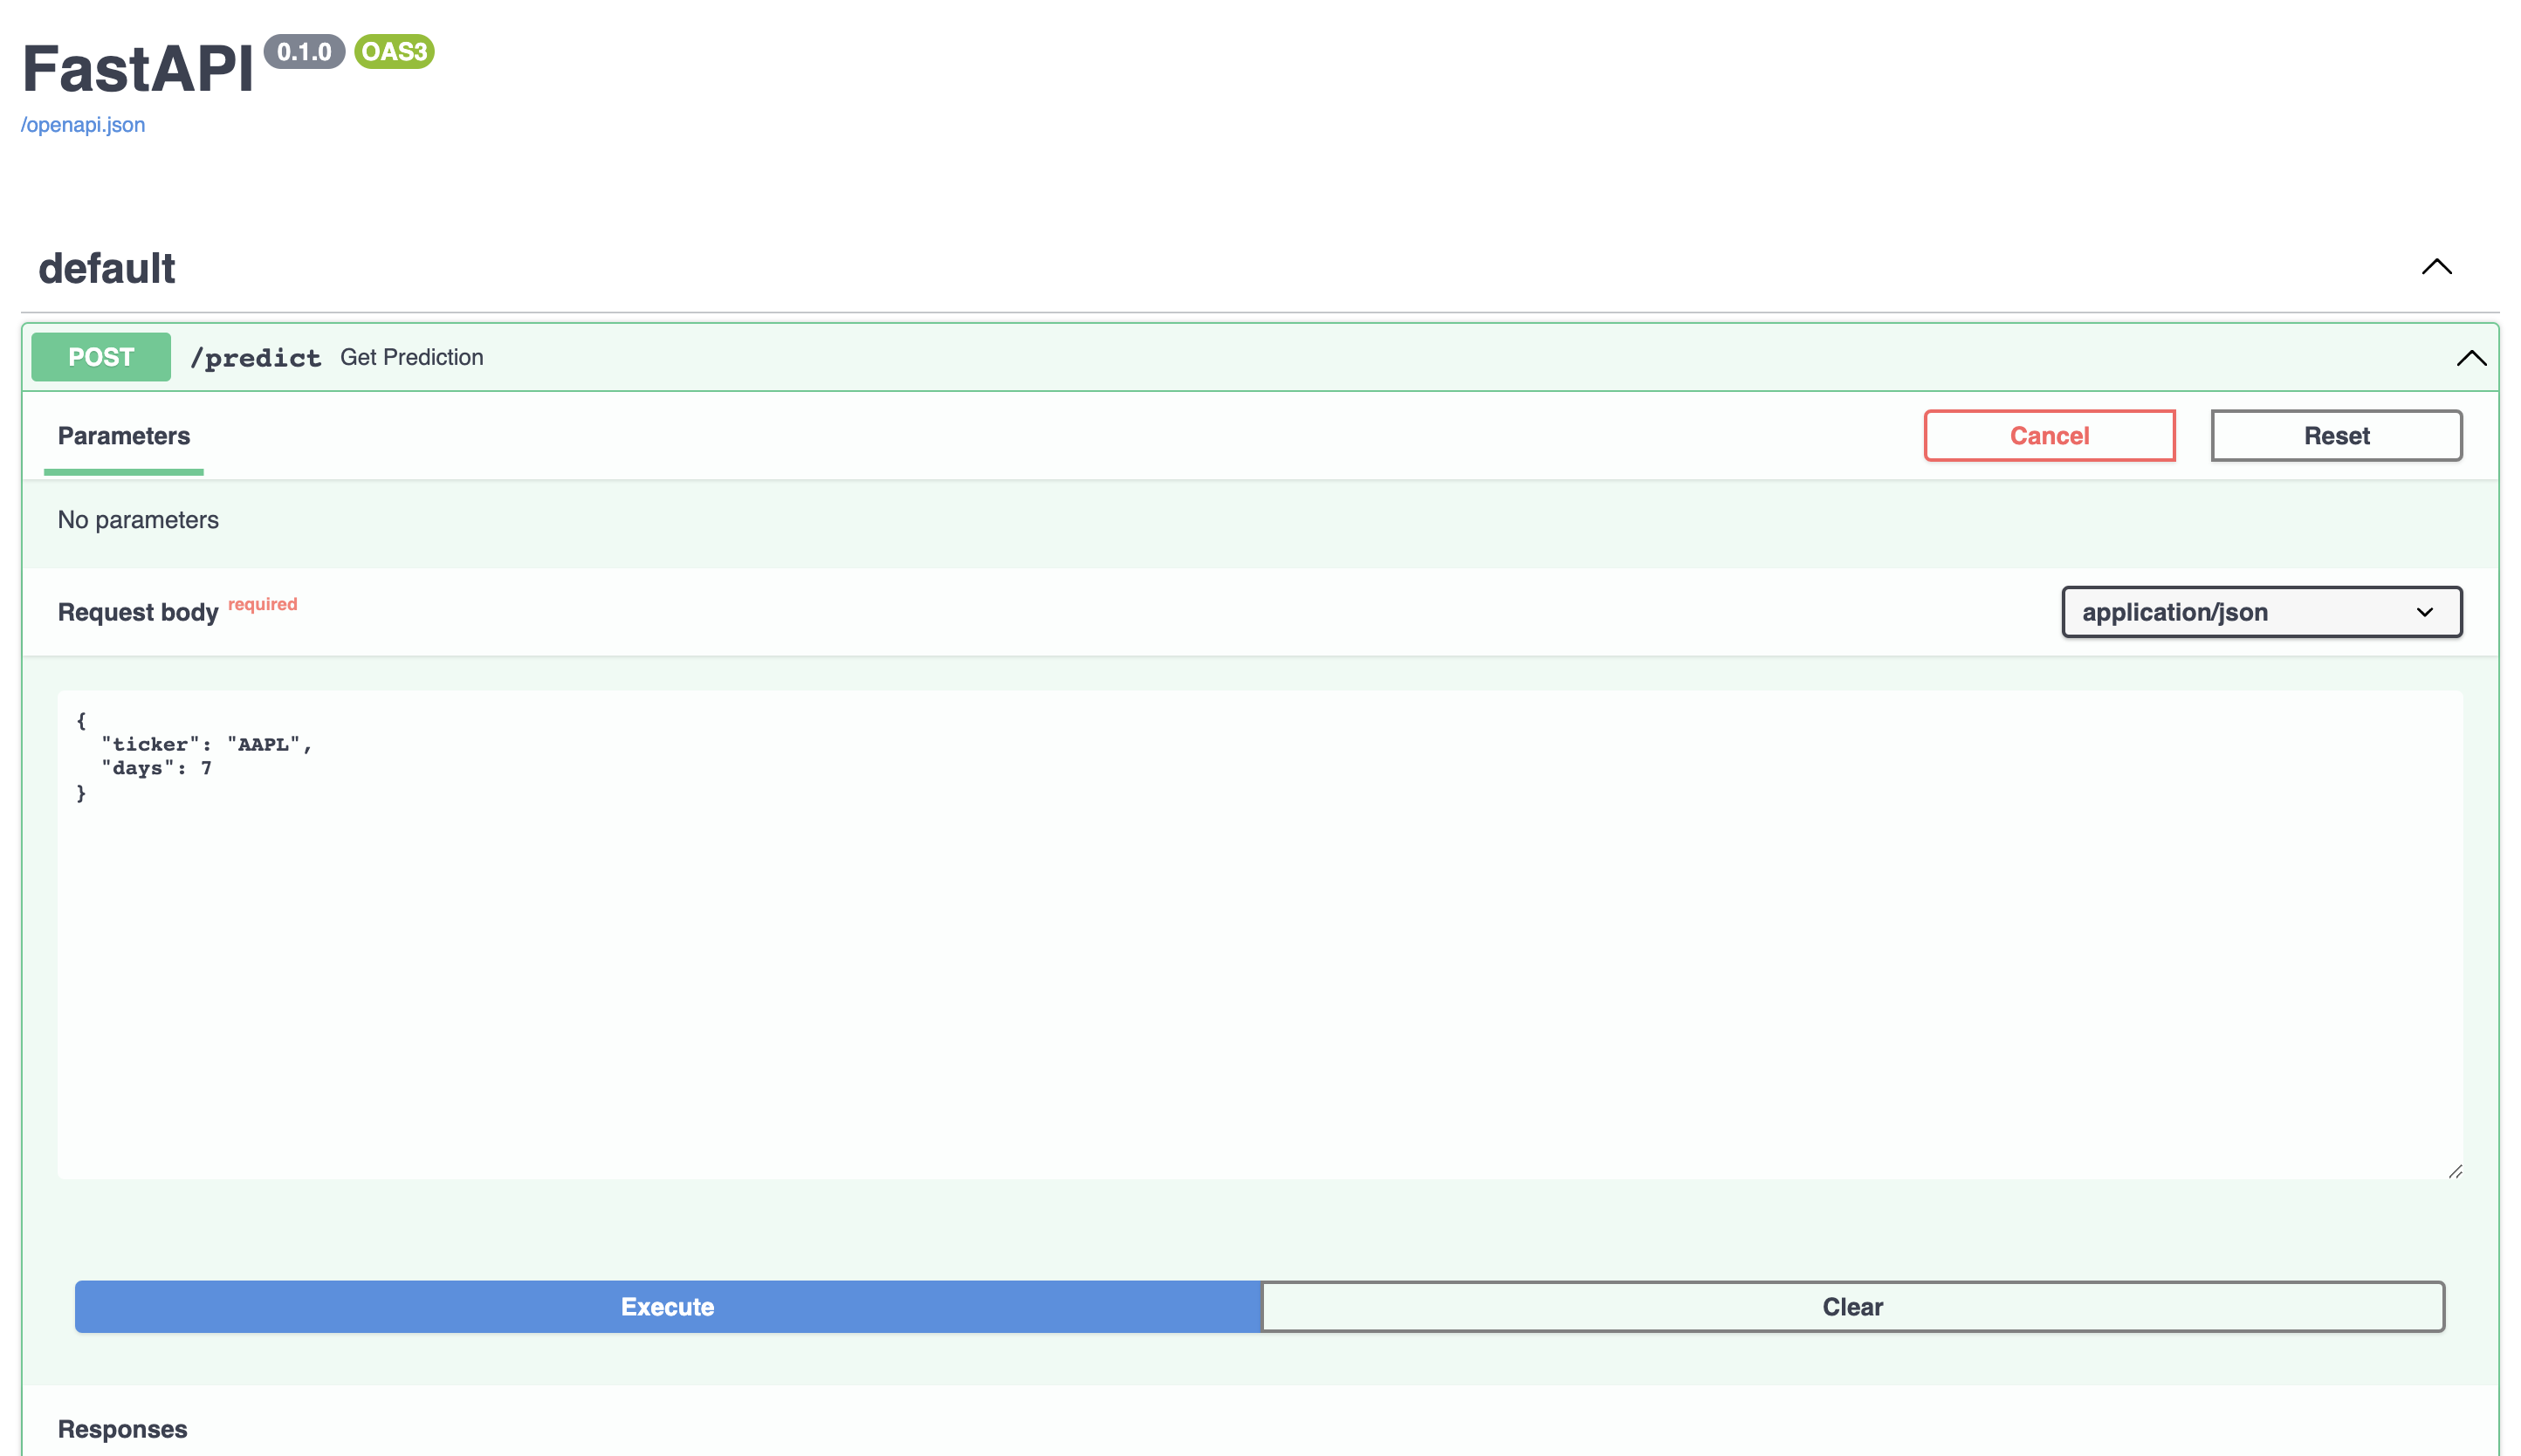 FastAPI 0.1.0 OAS3
/openapi.json
default
POST /predict Get Prediction
Parameters Cancel Reset
No parameters
Request body required application/json
{
  "ticker": "AAPL",
  "days": 7
}
Execute Clear
Responses